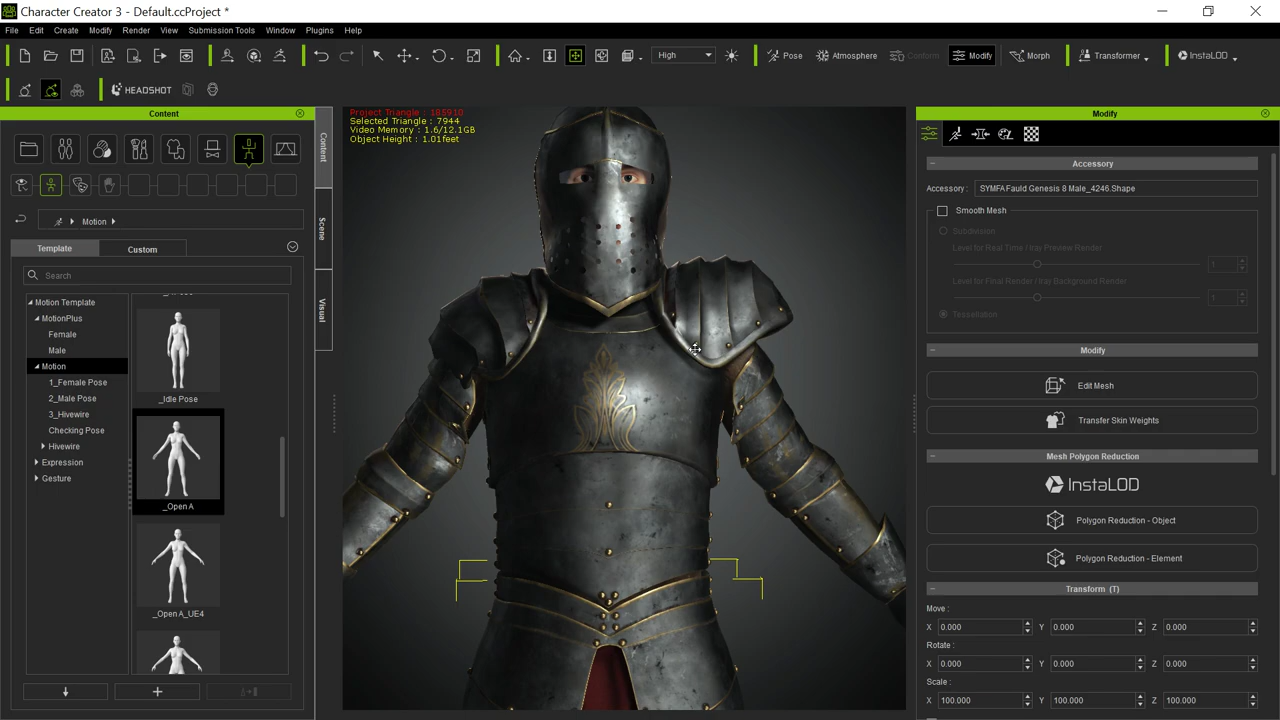 Character Creator 3 - Default.ccProject *
File Edit Create Modify Render View Submission Tools Window Plugins Help
High Pose Atmosphere Conform Modify Morph Transformer InstaLOD
HEADSHOT
Content
Content
Scene
Visual
Motion
Template Custom
Search
Motion Template
MotionPlus
Female
Male
Motion
1_Female Pose
2_Male Pose
3_Hivewire
Checking Pose
Hivewire
Expression
Gesture
_Idle Pose
_Open A
_Open A_UE4
Project Triangle : 185910
Selected Triangle : 7944
Video Memory : 1.6/12.1GB
Object Height : 1.01feet
Modify
Accessory
Accessory : SYMFA Fauld Genesis 8 Male_4246.Shape
Smooth Mesh
Subdivision
Level for Real Time / Iray Preview Render
1
Level for Final Render / Iray Background Render
1
Tessellation
Modify
Edit Mesh
Transfer Skin Weights
Mesh Polygon Reduction
InstaLOD
Polygon Reduction - Object
Polygon Reduction - Element
Transform (T)
Move :
X 0.000 Y 0.000 Z 0.000
Rotate :
X 0.000 Y 0.000 Z 0.000
Scale :
X 100.000 Y 100.000 Z 100.000